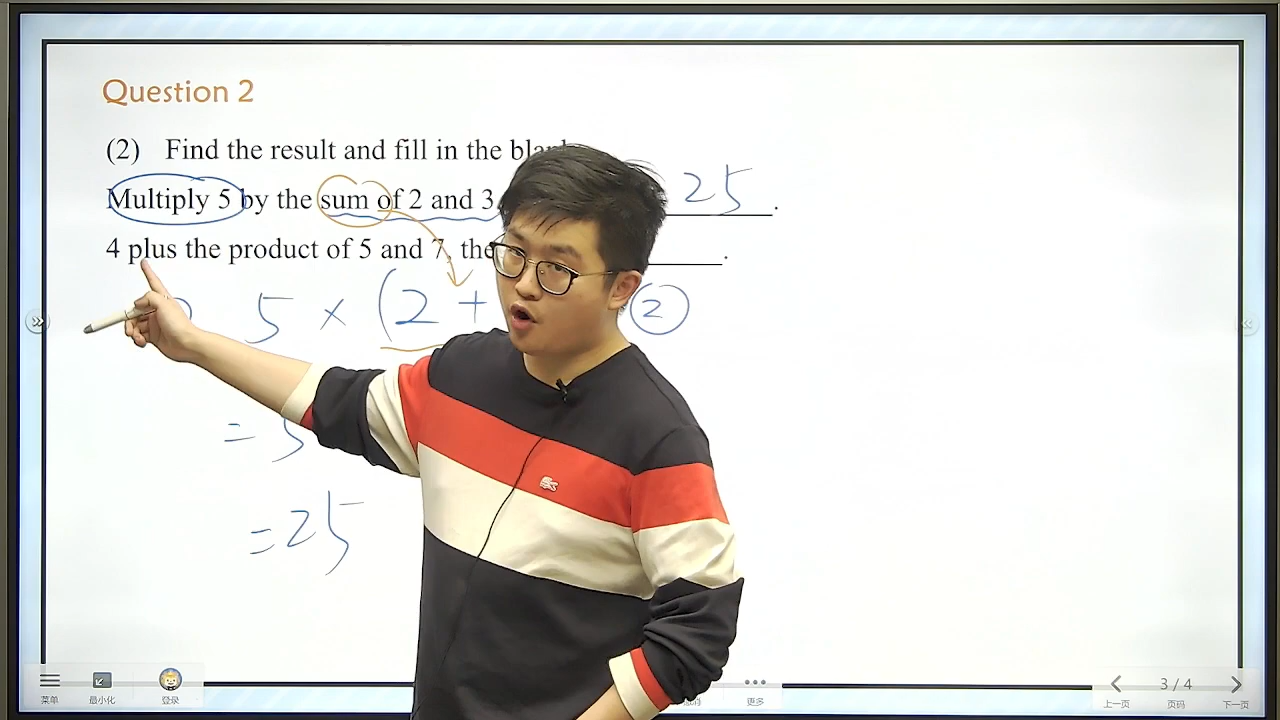 Question 2
(2) Find the result and fill in the
Multiply 5 by the sum of 2 and 3, 25 .
4 plus the product of 5 and 7, the .
5 × (2 + ②
= 5
= 25
菜单 最小化 登录 更多 上一页 3 / 4 页码 下一页